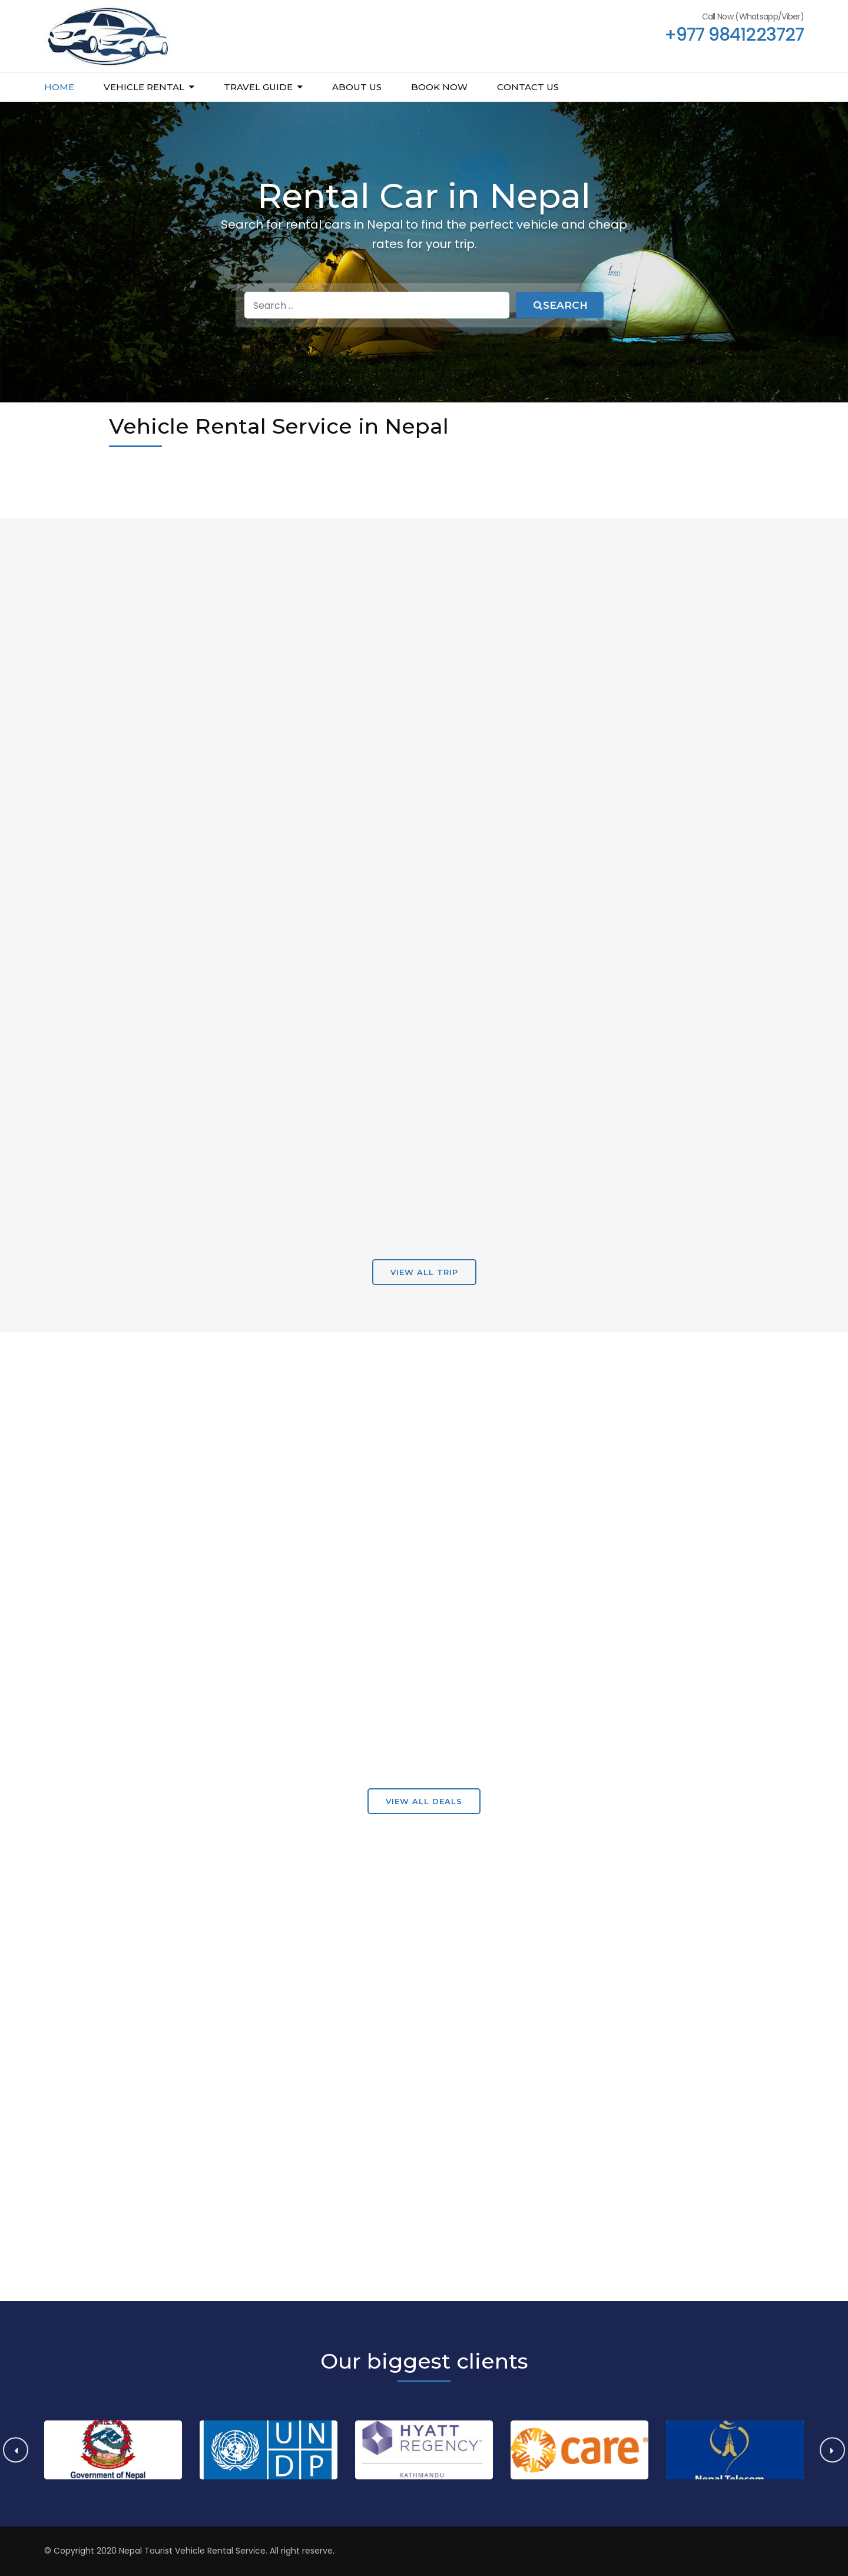 Call Now (Whatsapp/Viber)
+977 9841223727
HOME
VEHICLE RENTAL
TRAVEL GUIDE
ABOUT US
BOOK NOW
CONTACT US
Rental Car in Nepal
Search for rental cars in Nepal to find the perfect vehicle and cheap
rates for your trip.
Search ...
SEARCH
Vehicle Rental Service in Nepal
VIEW ALL TRIP
VIEW ALL DEALS
Our biggest clients
Government of Nepal
U N
D P
HYATT
REGENCY™
KATHMANDU
care®
Nepal Telecom
© Copyright 2020 Nepal Tourist Vehicle Rental Service. All right reserve.